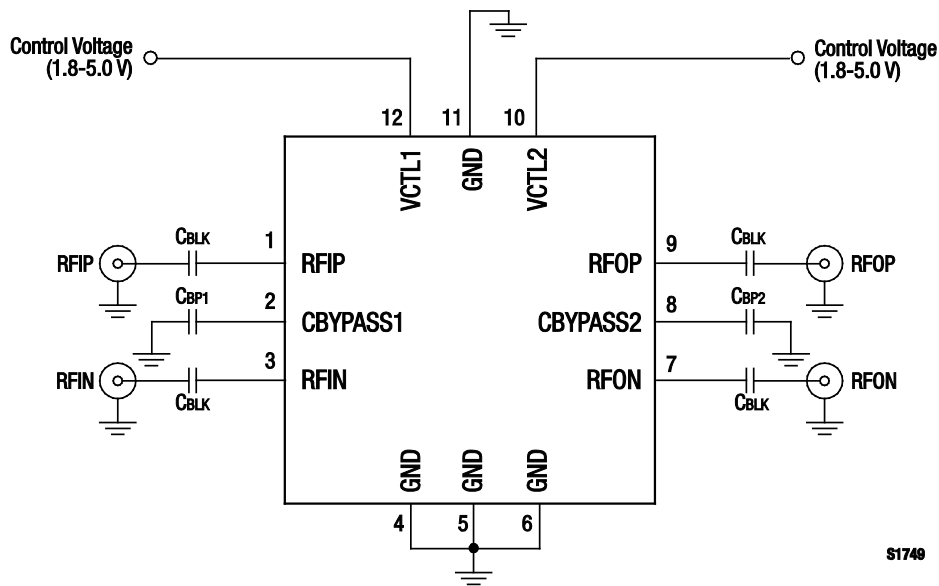 Control Voltage
(1.8-5.0 V)
Control Voltage
(1.8-5.0 V)
12
11
10
VCTL1
GND
VCTL2
RFIP
CBLK
1
RFIP
RFOP
9
CBLK
RFOP
CBP1
2
CBYPASS1
CBYPASS2
8
CBP2
RFIN
CBLK
3
RFIN
RFON
7
CBLK
RFON
GND
GND
GND
4
5
6
S1749